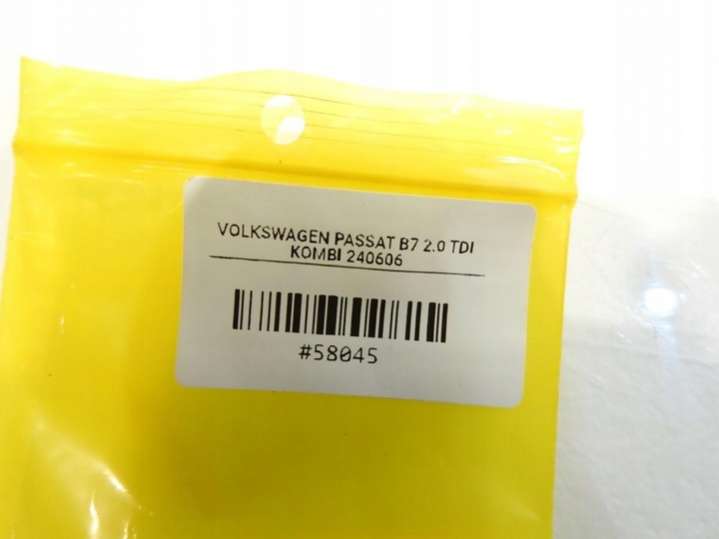 VOLKSWAGEN PASSAT B7 2.0 TDI
KOMBI 240606
#58045